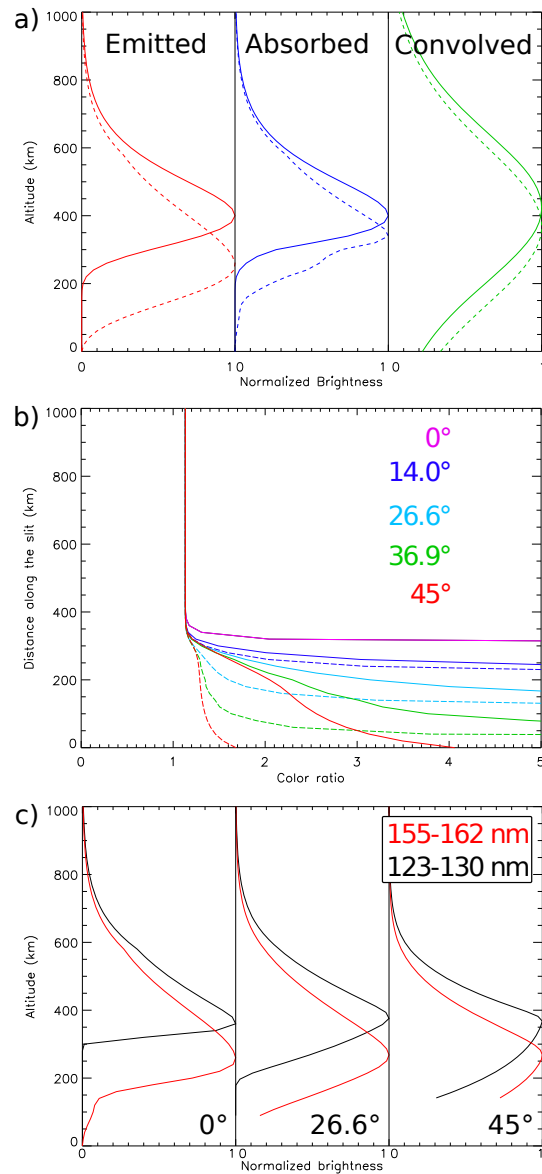 a)
Emitted
Absorbed
Convolved
1000
800
600
400
200
0
Altitude (km)
0
1 0
1 0
1
Normalized Brightness
b)
0°
14.0°
26.6°
36.9°
45°
1000
800
600
400
200
0
Distance along the slit (km)
0
1
2
3
4
5
Color ratio
c)
155-162 nm
123-130 nm
1000
800
600
400
200
0
Altitude (km)
0°
26.6°
45°
0
1 0
1 0
1
Normalized brightness